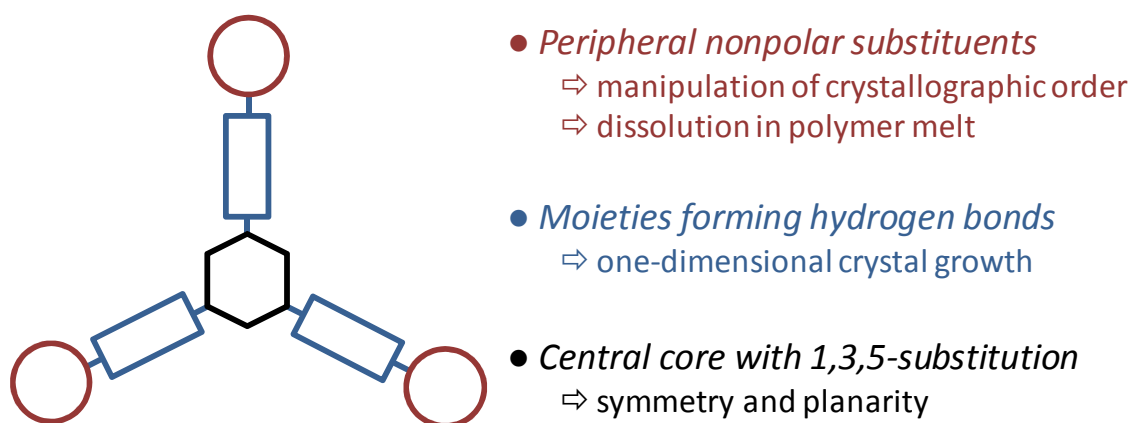 ● Peripheral nonpolar substituents
⇨ manipulation of crystallographic order
⇨ dissolution in polymer melt
● Moieties forming hydrogen bonds
⇨ one-dimensional crystal growth
● Central core with 1,3,5-substitution
⇨ symmetry and planarity